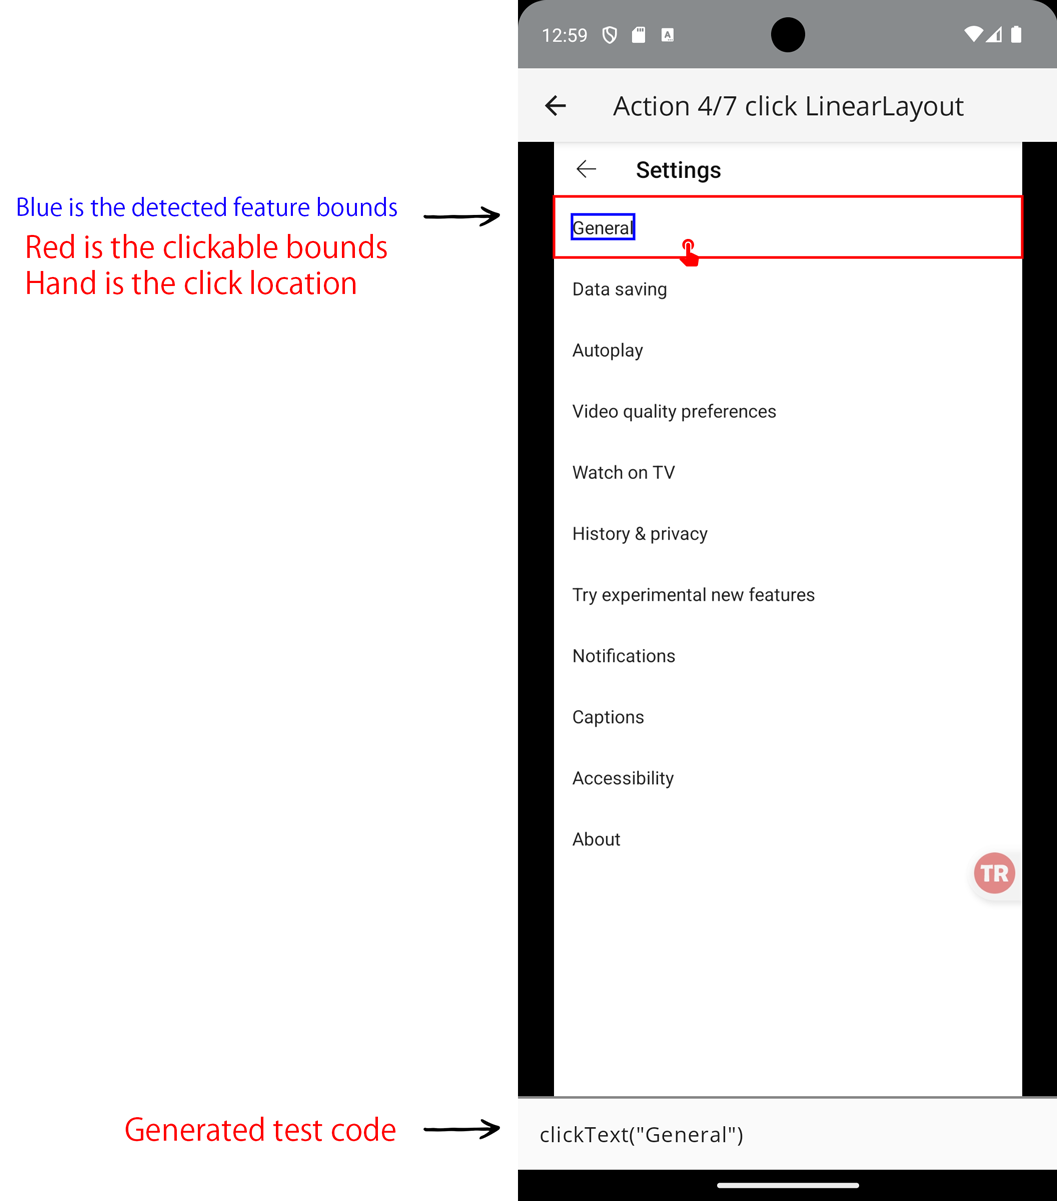 12:59
A
Action 4/7 click LinearLayout
Settings
Blue is the detected feature bounds
Red is the clickable bounds
Hand is the click location
General
Data saving
Autoplay
Video quality preferences
Watch on TV
History & privacy
Try experimental new features
Notifications
Captions
Accessibility
About
TR
Generated test code
clickText("General")